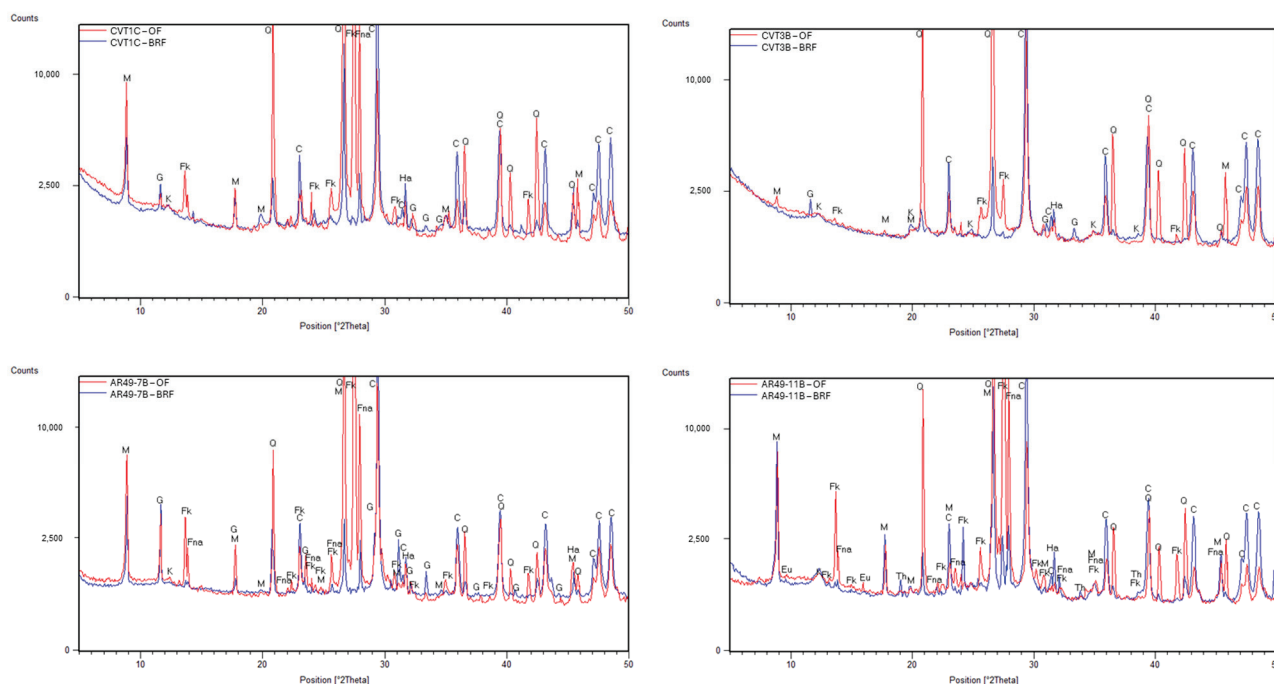 Counts
CVT1C – OF
CVT1C – BRF
10,000
2,500
0
M G K Fk M M C Fk Fk Q Q Fk Fna C Fk C Ha G G G M C Q Q C Q Q Fk C Q M C C
10 20 30 40 50
Position [°2Theta]
Counts
CVT3B – OF
CVT3B – BRF
10,000
2,500
0
M G K Fk M K M Q C K Fk Q Fk C G C Ha G K C Q K Q C Q Fk Q C Q M C C C
10 20 30 40
Position [°2Theta]
Counts
AR49-7B – OF
AR49-7B – BRF
10,000
2,500
0
M G K Fk Fna G M M Q Fna Fk Fk C G Fna Fk M Fna Fk Q M Fk Fna G C Fk G C Ha G Fk M Fk C Q G C Q Q G Fk Q C G Ha M Q C C C
10 20 30 40 50
Position [°2Theta]
Counts
AR49-11B – OF
AR49-11B – BRF
10,000
2,500
0
M Eu Fk Fk Fk Eu M Th M Q Fna Fk M C Fna Fk Fk Q M Fk Fna C Fk M Fk Ha Fna Fk Th M Fna Fk C Q Th Fk C Q Q Fk Q C M Fna Q C C C
10 20 30 40
Position [°2Theta]